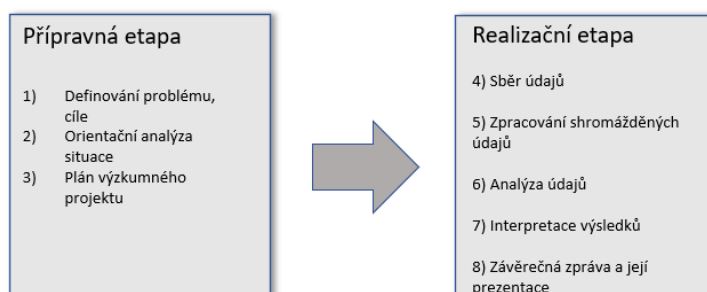 Přípravná etapa
1) Definování problému,
cíle
2) Orientační analýza
situace
3) Plán výzkumného
projektu
Realizační etapa
4) Sběr údajů
5) Zpracování shromážděných
údajů
6) Analýza údajů
7) Interpretace výsledků
8) Závěrečná zpráva a její
prezentace